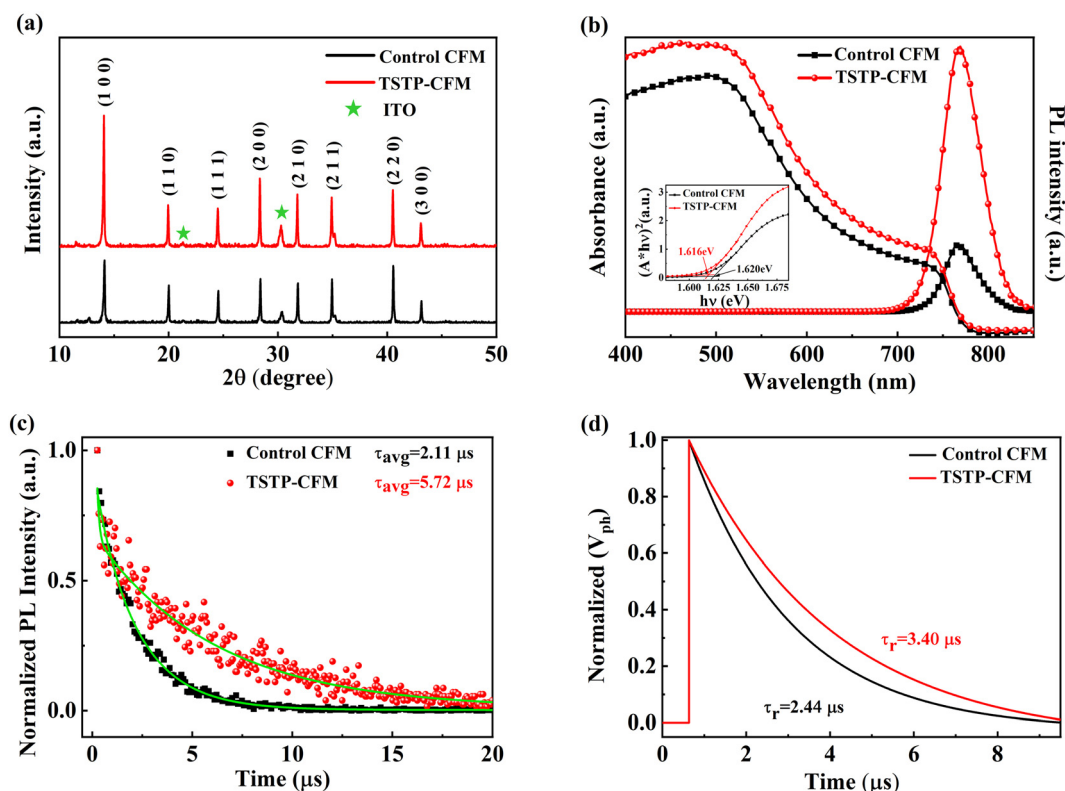 (a)
Control CFM
TSTP-CFM
ITO
(1 0 0)
(1 1 0)
(1 1 1)
(2 0 0)
(2 1 0)
(2 1 1)
(2 2 0)
(3 0 0)
Intensity (a.u.)
10 20 30 40 50
2θ (degree)
(b)
Control CFM
TSTP-CFM
Absorbance (a.u.)
PL intensity
(a.u.)
Control CFM
TSTP-CFM
3
2
1
0
1.616eV
1.620eV
(A*hν)²(a.u.)
1.600 1.625 1.650 1.675
hν (eV)
400 500 600 700 800
Wavelength (nm)
(c)
Control CFM τavg=2.11 μs
TSTP-CFM τavg=5.72 μs
Normalized PL Intensity (a.u.)
1.0
0.5
0.0
0 5 10 15 20
Time (μs)
(d)
Control CFM
TSTP-CFM
Normalized (Vph)
1.0
0.8
0.6
0.4
0.2
0.0
τr=3.40 μs
τr=2.44 μs
0 2 4 6 8
Time (μs)